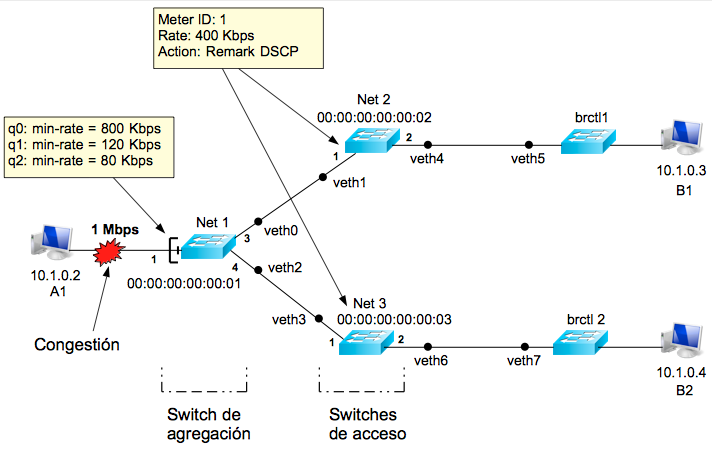 Meter ID: 1
Rate: 400 Kbps
Action: Remark DSCP
q0: min-rate = 800 Kbps
q1: min-rate = 120 Kbps
q2: min-rate = 80 Kbps
Net 2
00:00:00:00:00:02
1
2
veth4
veth5
brctl1
10.1.0.3
B1
veth1
Net 1
1 Mbps
1
3
veth0
4
veth2
10.1.0.2
A1
00:00:00:00:00:01
Net 3
00:00:00:00:00:03
veth3
1
2
veth6
veth7
brctl 2
10.1.0.4
B2
Congestión
Switch de
agregación
Switches
de acceso